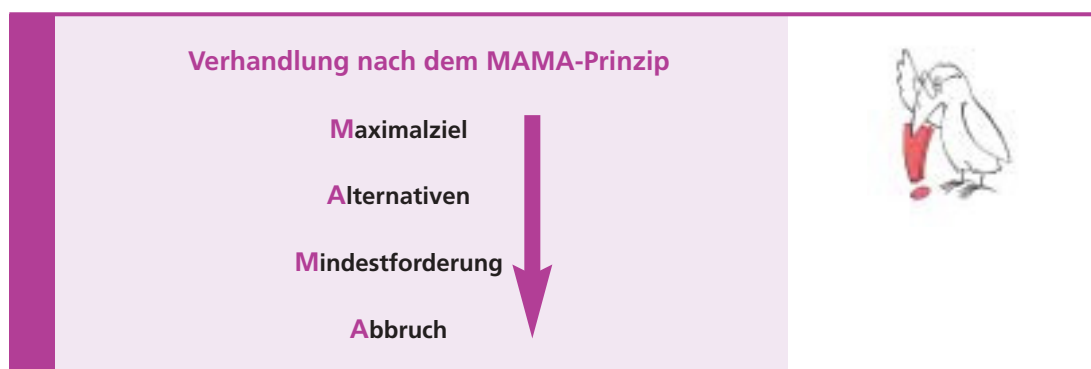 Verhandlung nach dem MAMA-Prinzip
Maximalziel
Alternativen
Mindestforderung
Abbruch